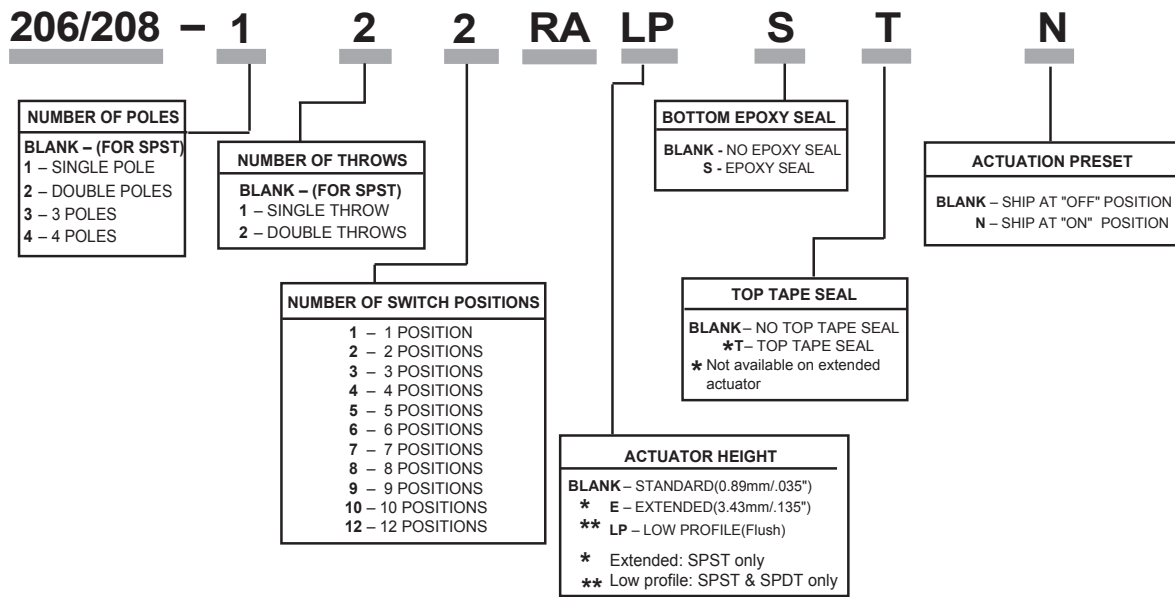 206/208 – 1 2 2 RA LP S T N
NUMBER OF POLES
BLANK – (FOR SPST)
1 – SINGLE POLE
2 – DOUBLE POLES
3 – 3 POLES
4 – 4 POLES
NUMBER OF THROWS
BLANK – (FOR SPST)
1 – SINGLE THROW
2 – DOUBLE THROWS
NUMBER OF SWITCH POSITIONS
1 – 1 POSITION
2 – 2 POSITIONS
3 – 3 POSITIONS
4 – 4 POSITIONS
5 – 5 POSITIONS
6 – 6 POSITIONS
7 – 7 POSITIONS
8 – 8 POSITIONS
9 – 9 POSITIONS
10 – 10 POSITIONS
12 – 12 POSITIONS
ACTUATOR HEIGHT
BLANK – STANDARD(0.89mm/.035")
* E – EXTENDED(3.43mm/.135")
** LP – LOW PROFILE(Flush)
* Extended: SPST only
** Low profile: SPST & SPDT only
BOTTOM EPOXY SEAL
BLANK - NO EPOXY SEAL
S - EPOXY SEAL
TOP TAPE SEAL
BLANK – NO TOP TAPE SEAL
*T – TOP TAPE SEAL
* Not available on extended
actuator
ACTUATION PRESET
BLANK – SHIP AT "OFF" POSITION
N – SHIP AT "ON" POSITION